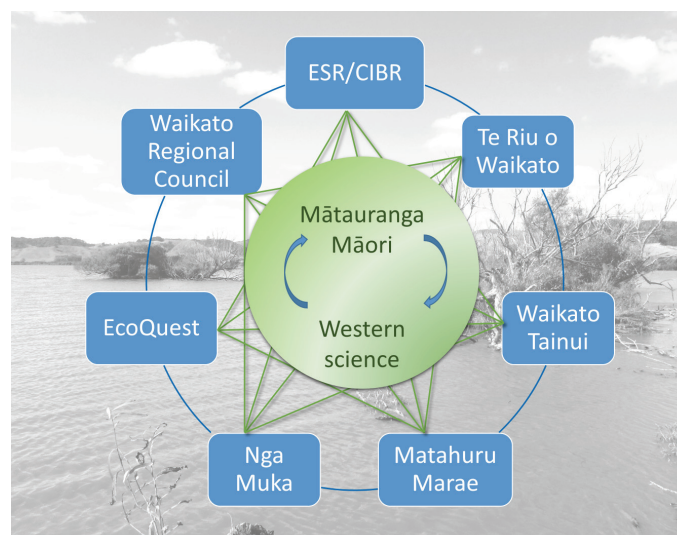 ESR/CIBR
Waikato
Regional
Council
Te Riu o
Waikato
Mātauranga
Māori
EcoQuest
Western
science
Waikato
Tainui
Nga
Muka
Matahuru
Marae